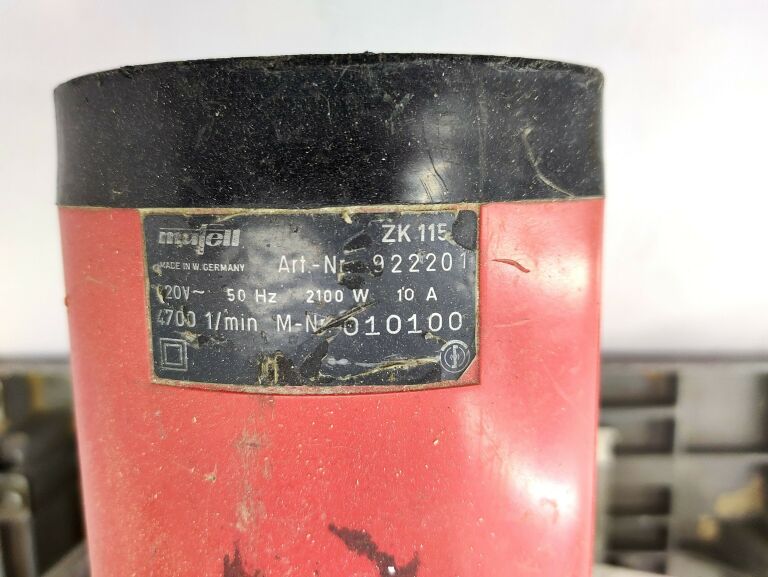 mafell ZK 115
MADE IN W. GERMANY Art.-Nr. 922201
220V~ 50 Hz 2100 W 10 A
4700 1/min M-Nr. 010100